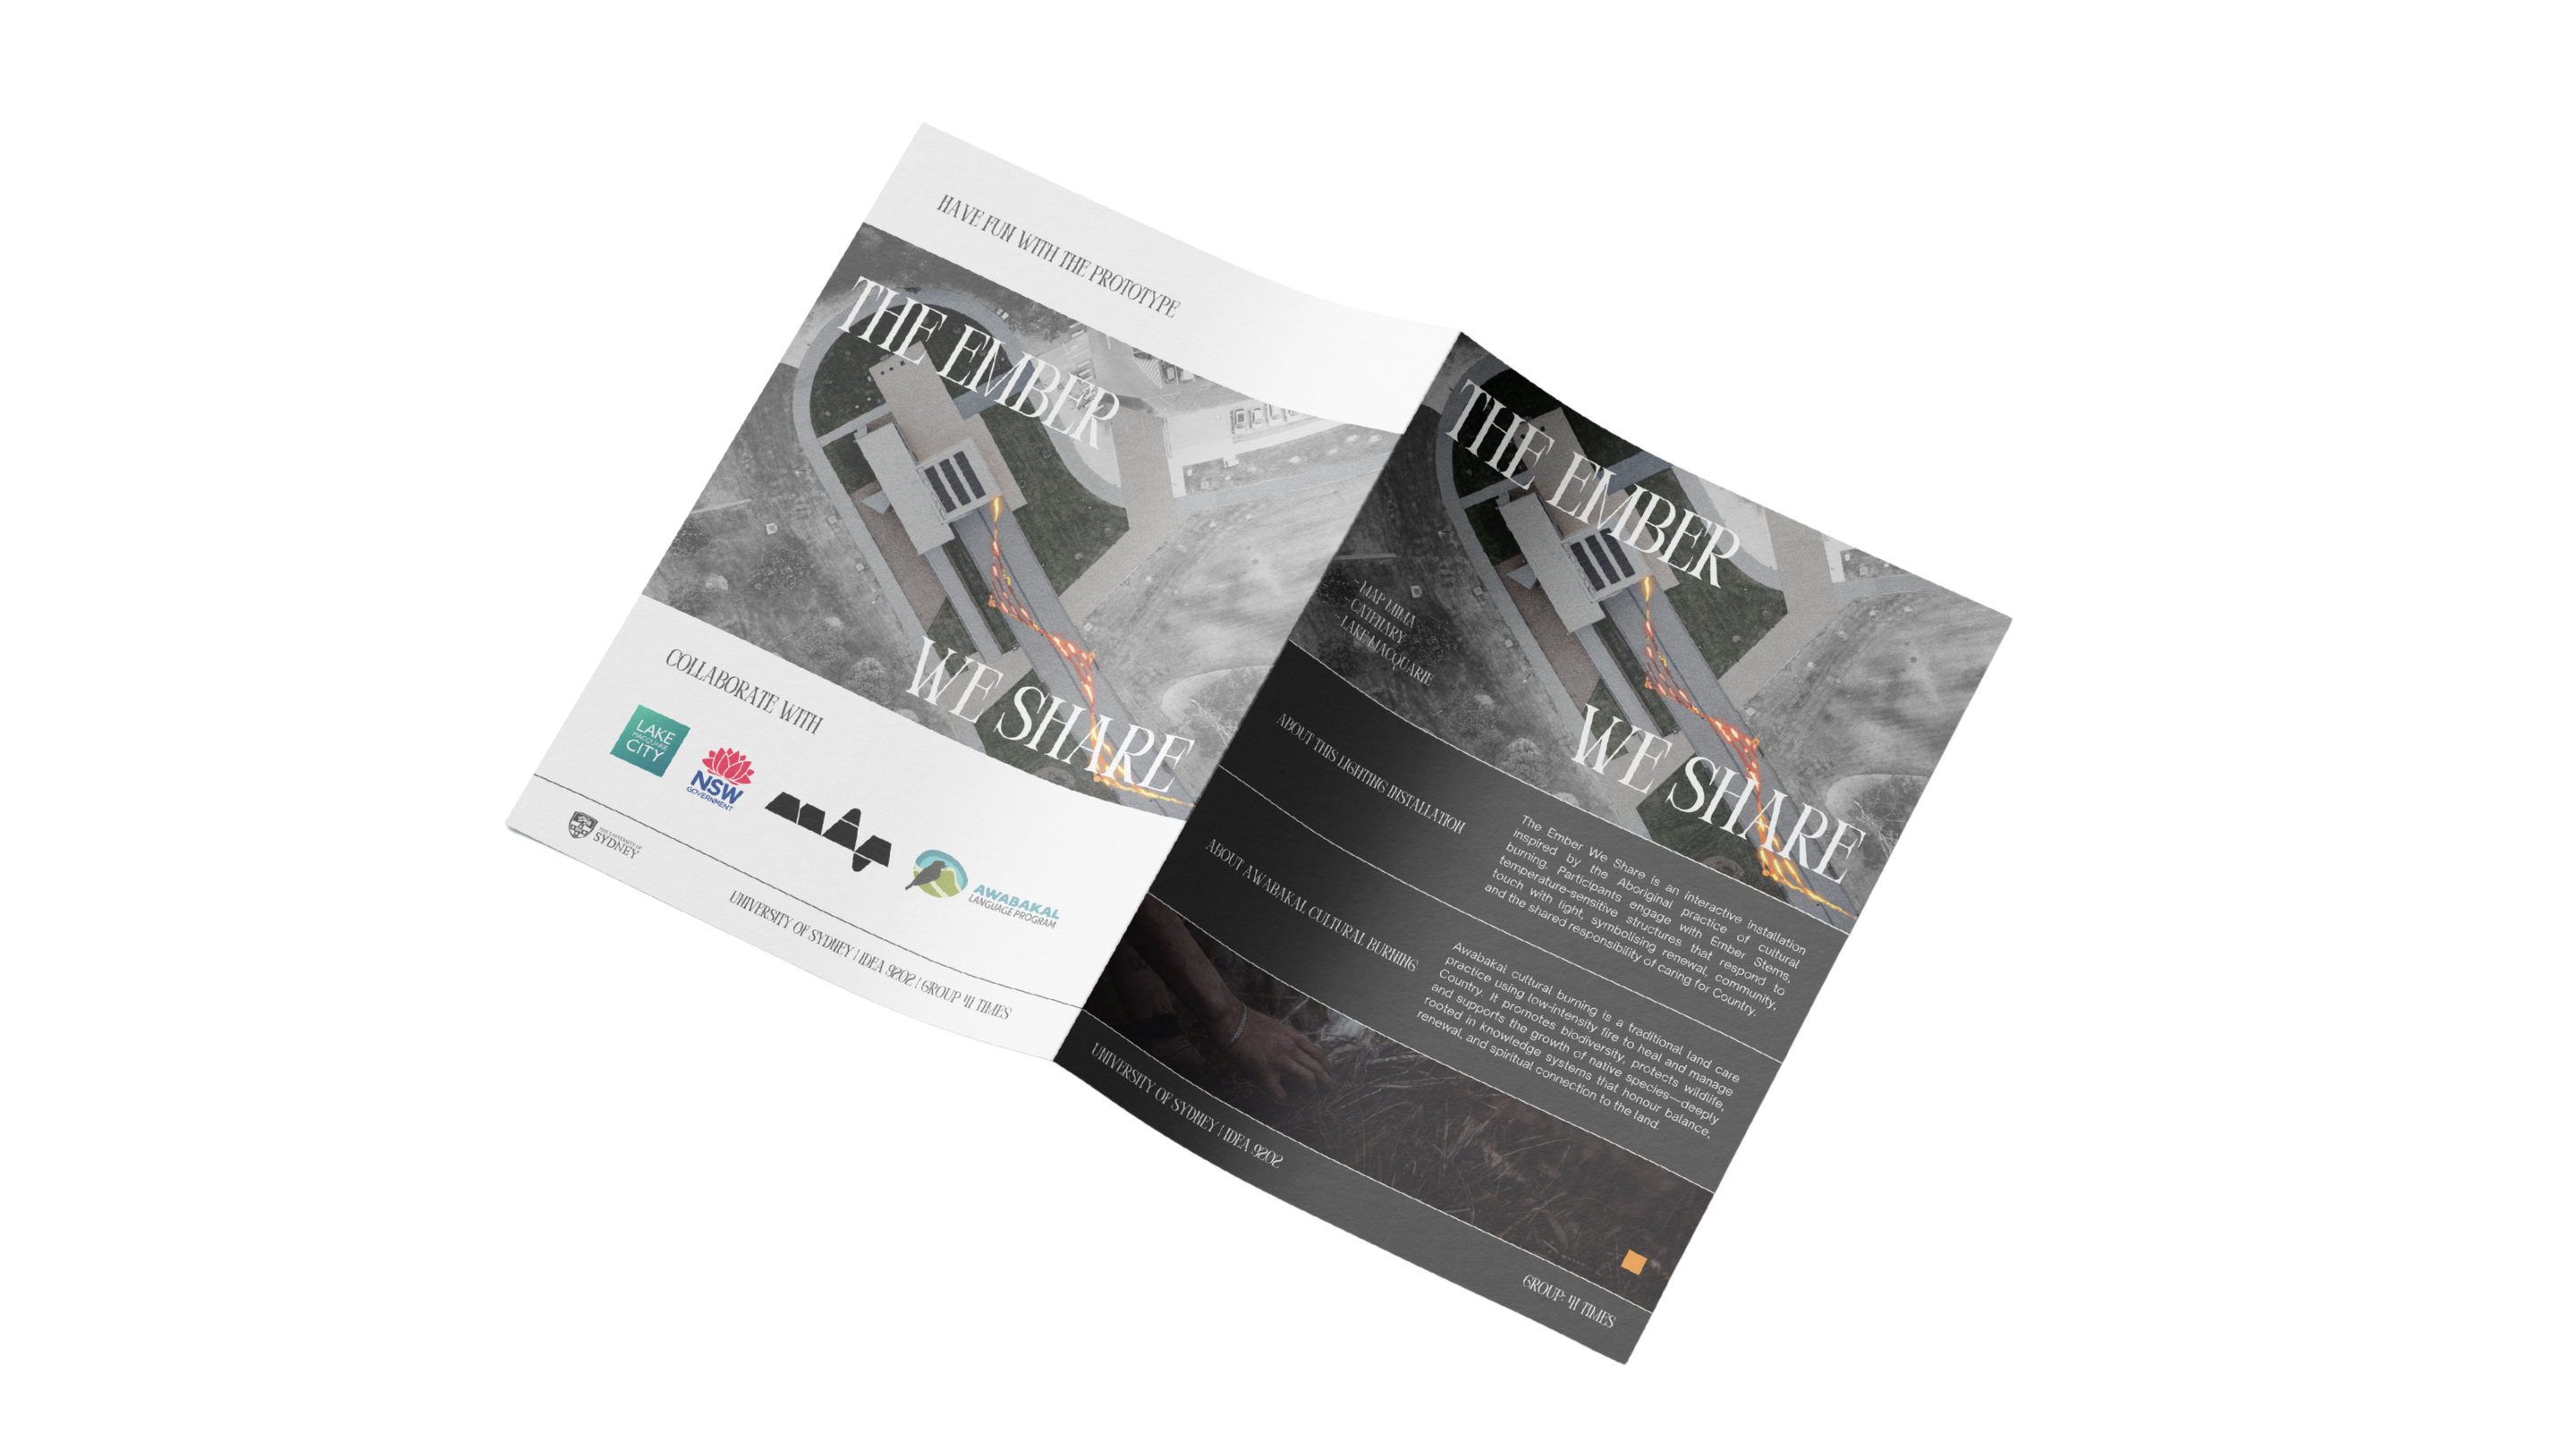 HAVE FUN WITH THE PROTOTYPE
THE EMBER
WE SHARE
COLLABORATE WITH
LAKE
MACQUARIE
CITY
NSW
GOVERNMENT
AWABAKAL
LANGUAGE PROGRAM
THE UNIVERSITY OF
SYDNEY
UNIVERSITY OF SYDNEY | IDEA 9202 | GROUP 41 TIMES
THE EMBER
WE SHARE
- MAP MIMA
- CATENARY
- LAKE MACQUARIE
ABOUT THIS LIGHTING INSTALLATION
The Ember We Share is an interactive installation
inspired by the Aboriginal practice of cultural
burning. Participants engage with Ember Stems,
temperature-sensitive structures that respond to
touch with light, symbolising renewal, community,
and the shared responsibility of caring for Country.
ABOUT AWABAKAL CULTURAL BURNING
Awabakal cultural burning is a traditional land care
practice using low-intensity fire to heal and manage
Country. It promotes biodiversity, protects wildlife,
and supports the growth of native species—deeply
rooted in knowledge systems that honour balance,
renewal, and spiritual connection to the land.
UNIVERSITY OF SYDNEY | IDEA 9202
GROUP: 41 TIMES